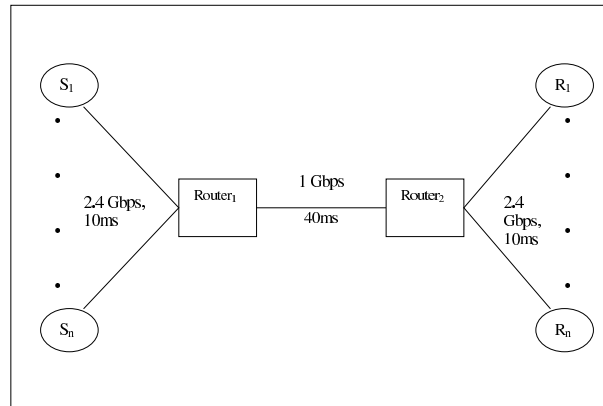 S1
R1
Router1
1 Gbps
Router2
2.4 Gbps,
10ms
40ms
2.4
Gbps,
10ms
Sn
Rn